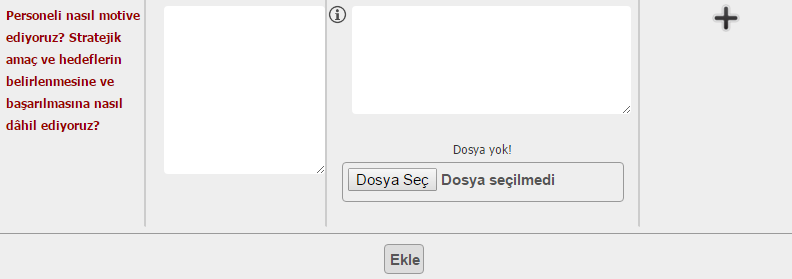 Personeli nasıl motive
ediyoruz? Stratejik
amaç ve hedeflerin
belirlenmesine ve
başarılmasına nasıl
dâhil ediyoruz?
Dosya yok!
Dosya Seç Dosya seçilmedi
Ekle